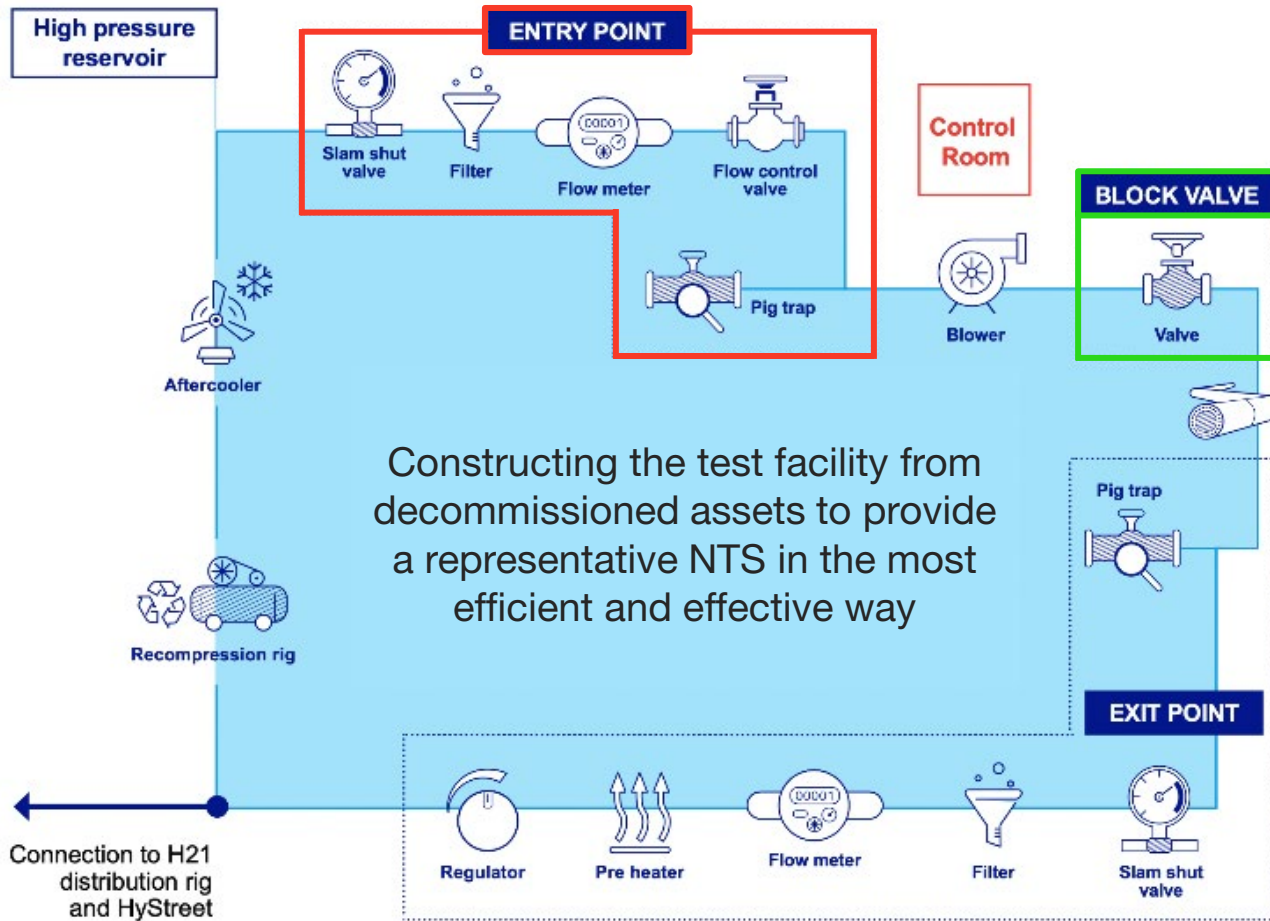 High pressure
reservoir
ENTRY POINT
Slam shut
valve
Filter
00001
Flow meter
Flow control
valve
Control
Room
BLOCK VALVE
Pig trap
Blower
Valve
Aftercooler
Constructing the test facility from
decommissioned assets to provide
a representative NTS in the most
efficient and effective way
Pig trap
Recompression rig
EXIT POINT
Regulator
Pre heater
00001
Flow meter
Filter
Slam shut
valve
Connection to H21
distribution rig
and HyStreet